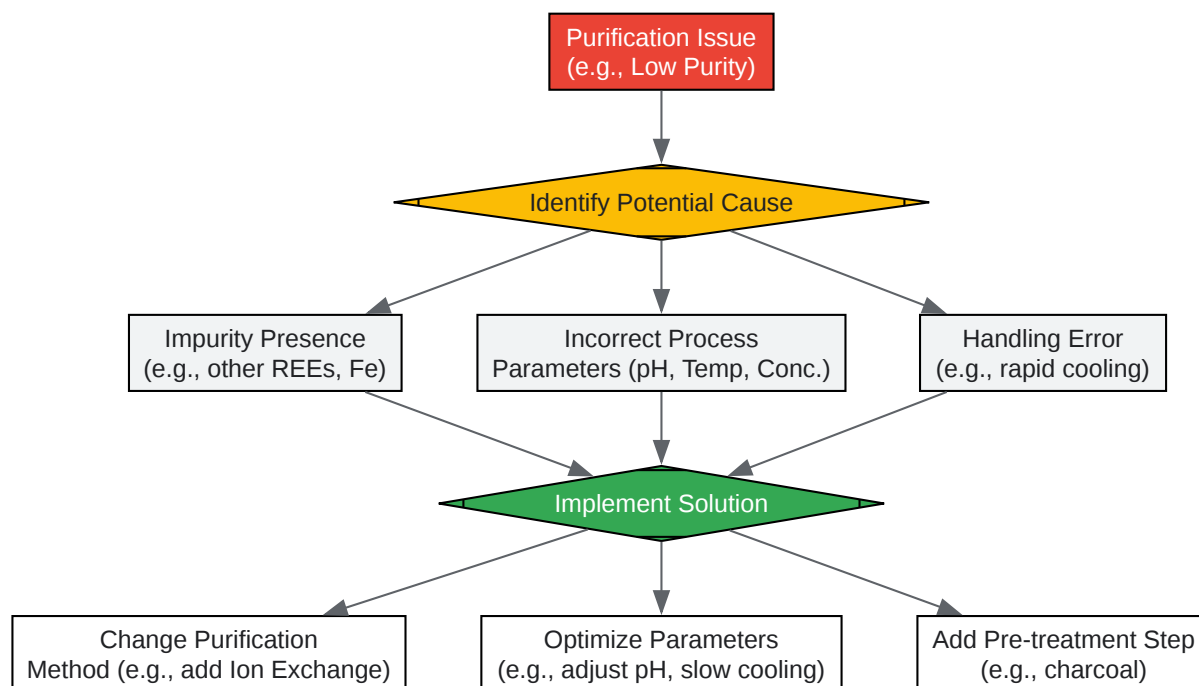 Purification Issue
(e.g., Low Purity)
Identify Potential Cause
Impurity Presence
(e.g., other REEs, Fe)
Incorrect Process
Parameters (pH, Temp, Conc.)
Handling Error
(e.g., rapid cooling)
Implement Solution
Change Purification
Method (e.g., add Ion Exchange)
Optimize Parameters
(e.g., adjust pH, slow cooling)
Add Pre-treatment Step
(e.g., charcoal)